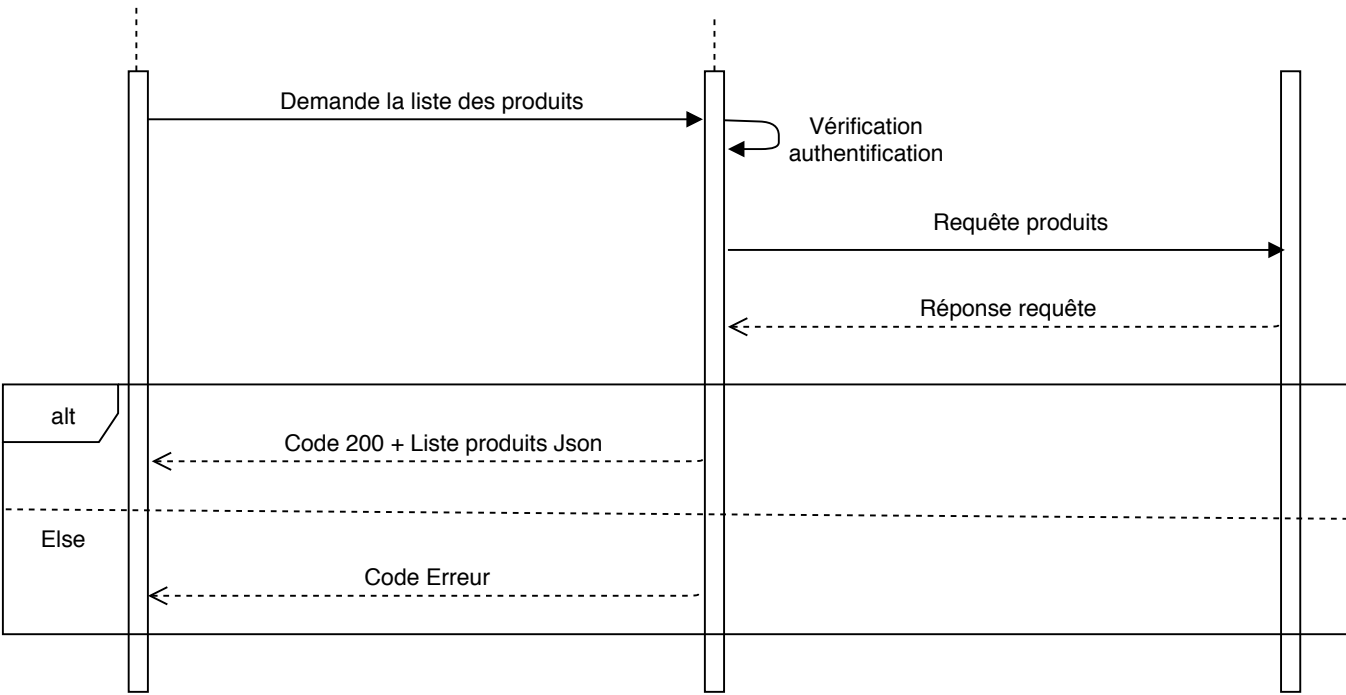 Demande la liste des produits
Vérification
authentification
Requête produits
Réponse requête
alt
Code 200 + Liste produits Json
Else
Code Erreur